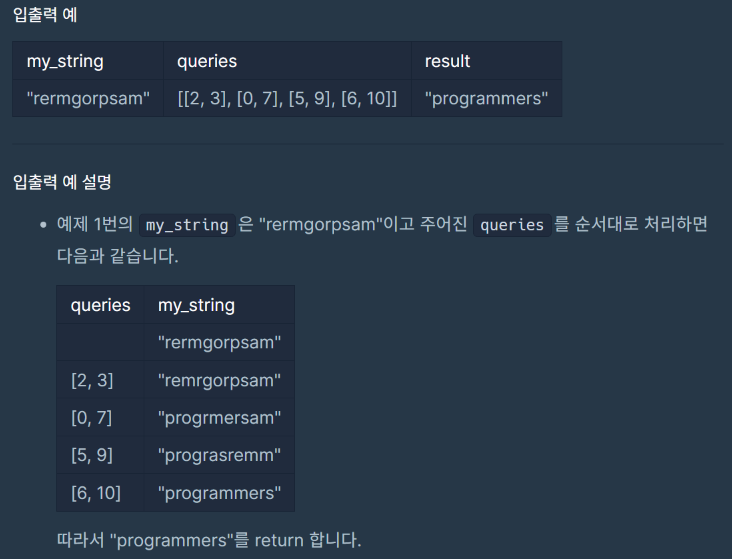 입출력 예
my_string queries result
"rermgorpsam" [[2, 3], [0, 7], [5, 9], [6, 10]] "programmers"
입출력 예 설명
• 예제 1번의 my_string 은 "rermgorpsam"이고 주어진 queries 를 순서대로 처리하면
다음과 같습니다.
queries my_string
"rermgorpsam"
[2, 3] "remrgorpsam"
[0, 7] "progrmersam"
[5, 9] "prograsremm"
[6, 10] "programmers"
따라서 "programmers"를 return 합니다.